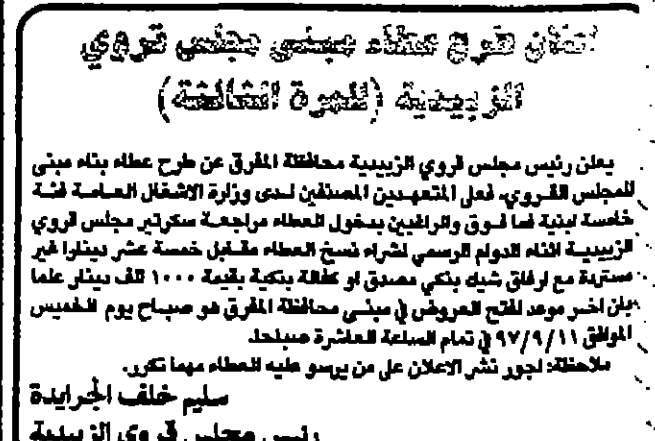 اعلان طرح عطاء مبنى مجلس قروي
الزبيدية (للمرة الثالثة)
يعلن رئيس مجلس قروي الزبيدية محافظة المفرق عن طرح عطاء بناء مبنى
للمجلس القروي، فعلى المتعهدين المصنفين لدى وزارة الاشغال العامة فئة
خامسة ابنية فما فوق والراغبين بدخول العطاء مراجعة سكرتير مجلس قروي
الزبيدية اثناء الدوام الرسمي لشراء نسخ العطاء مقابل خمسة عشر دينارا غير
مستردة مع ارفاق شيك بنكي مصدق او كفالة بنكية بقيمة ١٠٠٠ الف دينار علما
بان اخر موعد لفتح العروض في مبنى محافظة المفرق هو صباح يوم الخميس
الموافق ٩٧/٩/١١ في تمام الساعة العاشرة صباحا.
ملاحظة: اجور نشر الاعلان على من يرسو عليه العطاء مهما تكرر.
سليم خلف الجرايدة
رئيس مجلس قروي الزبيدية